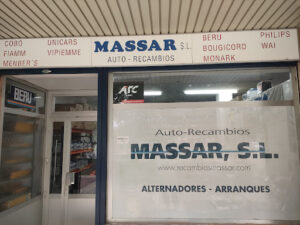 COBO UNICARS
FIAMM VIPIEMME
MENBER'S
MASSAR S.L.
AUTO-RECAMBIOS
BERU PHILIPS
BOUGICORD WAI
MONARK
BERU
Auto-Recambios
MASSAR, S.L.
www.recambiosmassar.com
ALTERNADORES - ARRANQUES